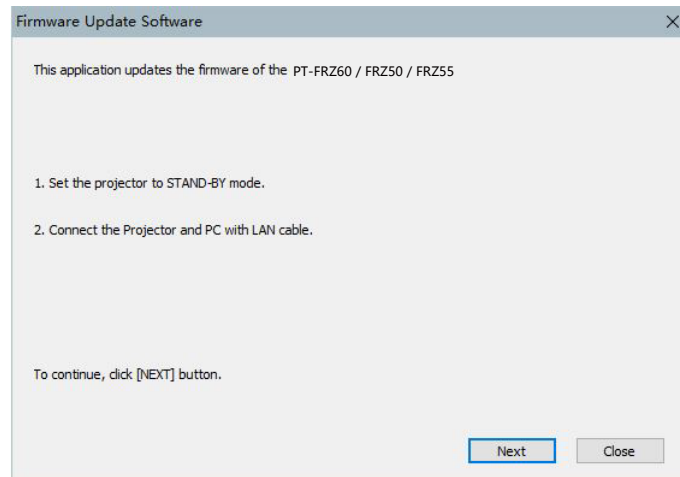 Firmware Update Software
This application updates the firmware of the PT-FRZ60 / FRZ50 / FRZ55
1. Set the projector to STAND-BY mode.
2. Connect the Projector and PC with LAN cable.
To continue, click [NEXT] button.
Next Close